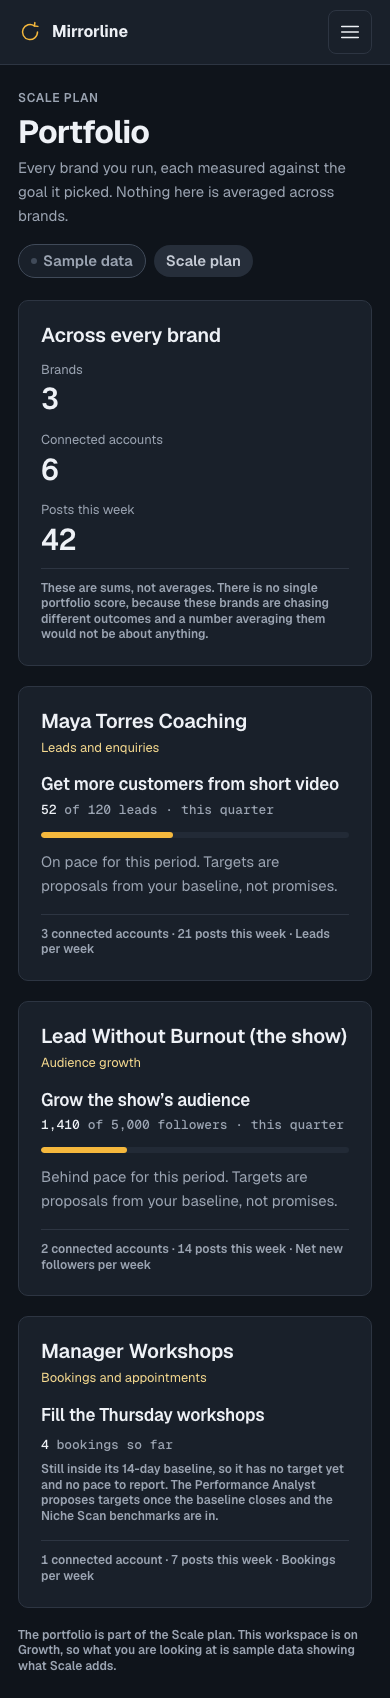 Mirrorline
SCALE PLAN
Portfolio
Every brand you run, each measured against the
goal it picked. Nothing here is averaged across
brands.
Sample data
Scale plan
Across every brand
Brands
3
Connected accounts
6
Posts this week
42
These are sums, not averages. There is no single
portfolio score, because these brands are chasing
different outcomes and a number averaging them
would not be about anything.
Maya Torres Coaching
Leads and enquiries
Get more customers from short video
52 of 120 leads · this quarter
On pace for this period. Targets are
proposals from your baseline, not promises.
3 connected accounts · 21 posts this week · Leads
per week
Lead Without Burnout (the show)
Audience growth
Grow the show's audience
1,410 of 5,000 followers · this quarter
Behind pace for this period. Targets are
proposals from your baseline, not promises.
2 connected accounts · 14 posts this week · Net new
followers per week
Manager Workshops
Bookings and appointments
Fill the Thursday workshops
4 bookings so far
Still inside its 14-day baseline, so it has no target yet
and no pace to report. The Performance Analyst
proposes targets once the baseline closes and the
Niche Scan benchmarks are in.
1 connected account · 7 posts this week · Bookings
per week
The portfolio is part of the Scale plan. This workspace is on
Growth, so what you are looking at is sample data showing
what Scale adds.